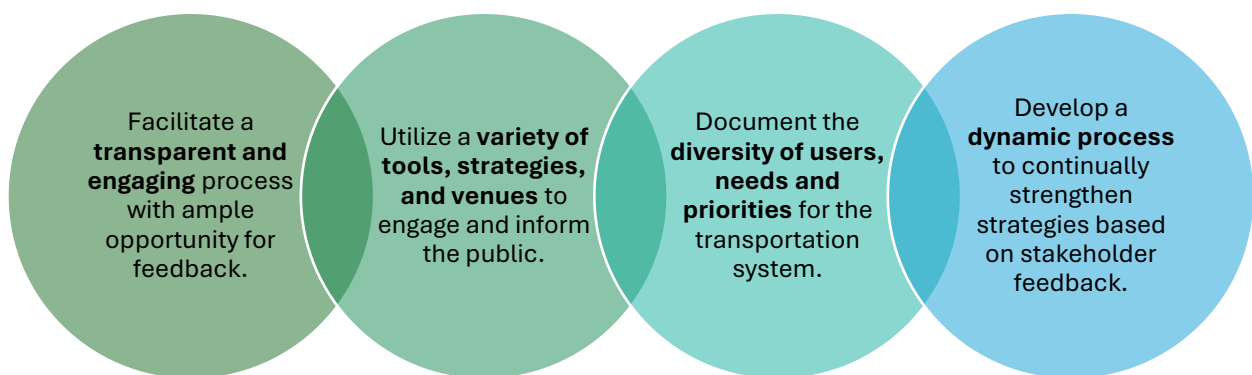 Facilitate a
transparent and
engaging process
with ample
opportunity for
feedback.
Utilize a variety of
tools, strategies,
and venues to
engage and inform
the public.
Document the
diversity of users,
needs and
priorities for the
transportation
system.
Develop a
dynamic process
to continually
strengthen
strategies based
on stakeholder
feedback.